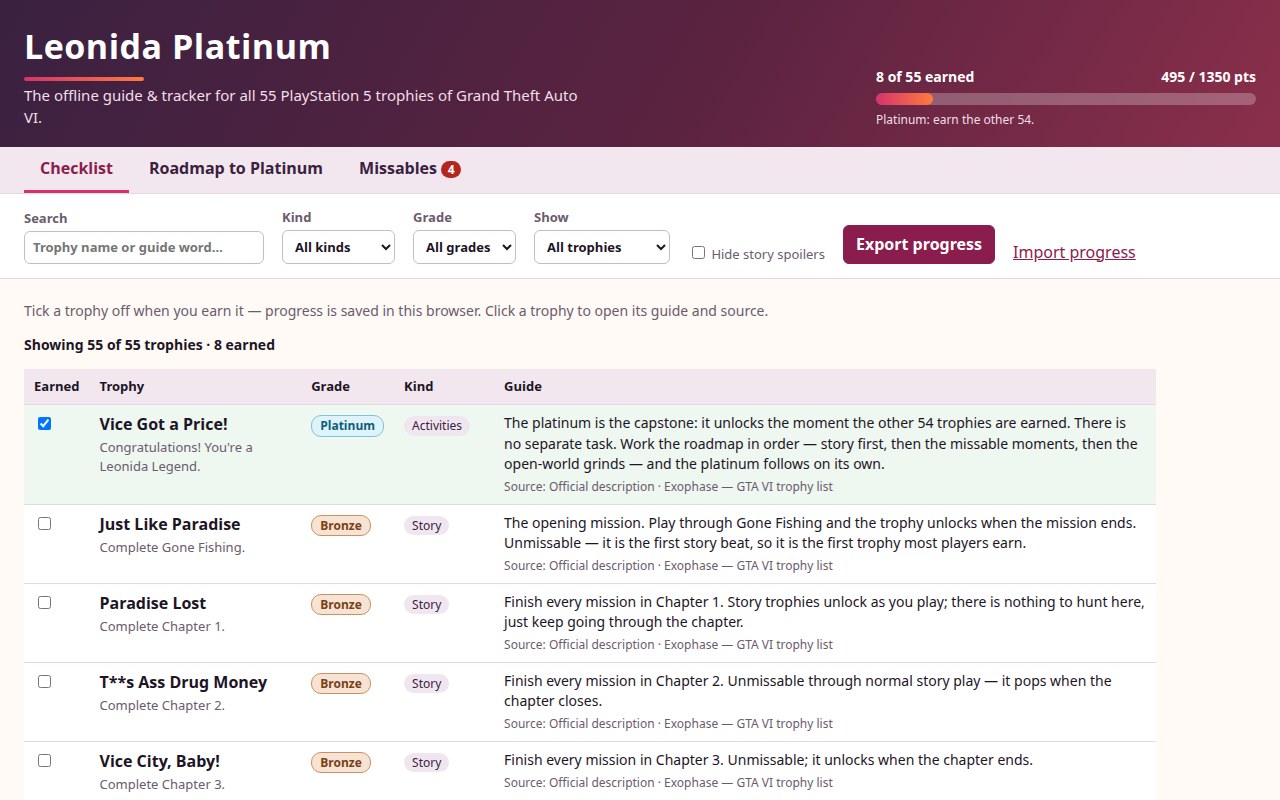 Leonida Platinum
The offline guide & tracker for all 55 PlayStation 5 trophies of Grand Theft Auto
VI.
8 of 55 earned
495 / 1350 pts
Platinum: earn the other 54.
Checklist
Roadmap to Platinum
Missables 4
Search
Trophy name or guide word...
Kind
All kinds
Grade
All grades
Show
All trophies
Hide story spoilers
Export progress
Import progress
Tick a trophy off when you earn it — progress is saved in this browser. Click a trophy to open its guide and source.
Showing 55 of 55 trophies · 8 earned
Earned Trophy Grade Kind Guide
Vice Got a Price!
Congratulations! You're a
Leonida Legend.
Platinum
Activities
The platinum is the capstone: it unlocks the moment the other 54 trophies are earned. There is
no separate task. Work the roadmap in order — story first, then the missable moments, then the
open-world grinds — and the platinum follows on its own.
Source: Official description · Exophase — GTA VI trophy list
Just Like Paradise
Complete Gone Fishing.
Bronze
Story
The opening mission. Play through Gone Fishing and the trophy unlocks when the mission ends.
Unmissable — it is the first story beat, so it is the first trophy most players earn.
Source: Official description · Exophase — GTA VI trophy list
Paradise Lost
Complete Chapter 1.
Bronze
Story
Finish every mission in Chapter 1. Story trophies unlock as you play; there is nothing to hunt here,
just keep going through the chapter.
Source: Official description · Exophase — GTA VI trophy list
T**s Ass Drug Money
Complete Chapter 2.
Bronze
Story
Finish every mission in Chapter 2. Unmissable through normal story play — it pops when the
chapter closes.
Source: Official description · Exophase — GTA VI trophy list
Vice City, Baby!
Complete Chapter 3.
Bronze
Story
Finish every mission in Chapter 3. Unmissable; it unlocks when the chapter ends.
Source: Official description · Exophase — GTA VI trophy list